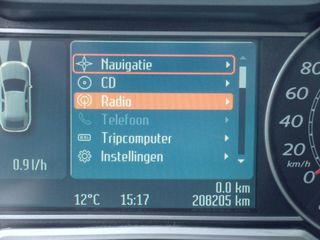 Navigatie
CD
Radio
Telefoon
Tripcomputer
Instellingen
0.9 l/h
0.0 km
12°C 15:17 208205 km
80
60
40
20
km/h
0